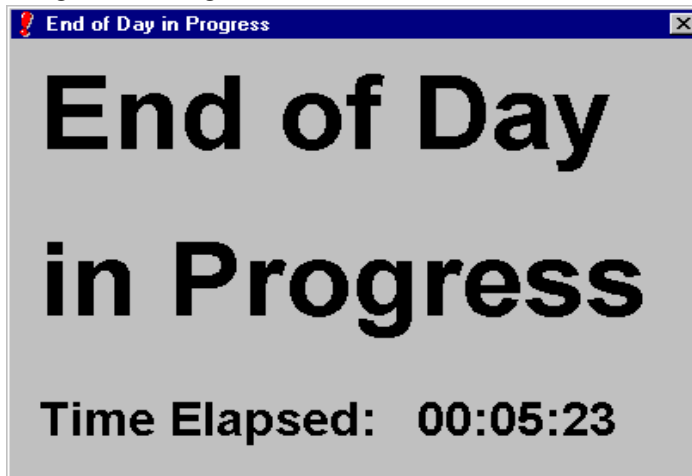 End of Day in Progress
End of Day
in Progress
Time Elapsed: 00:05:23